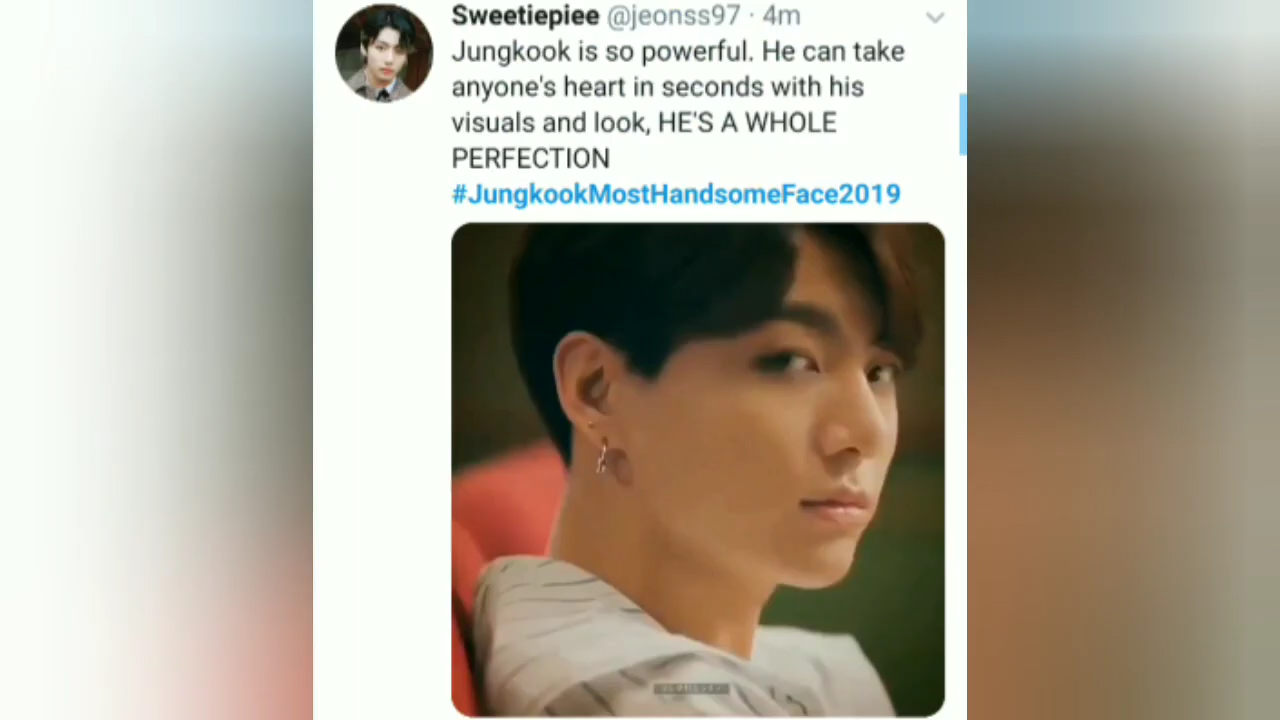 Sweetiepiee @jeonss97 · 4m
Jungkook is so powerful. He can take
anyone's heart in seconds with his
visuals and look, HE'S A WHOLE
PERFECTION
#JungkookMostHandsomeFace2019